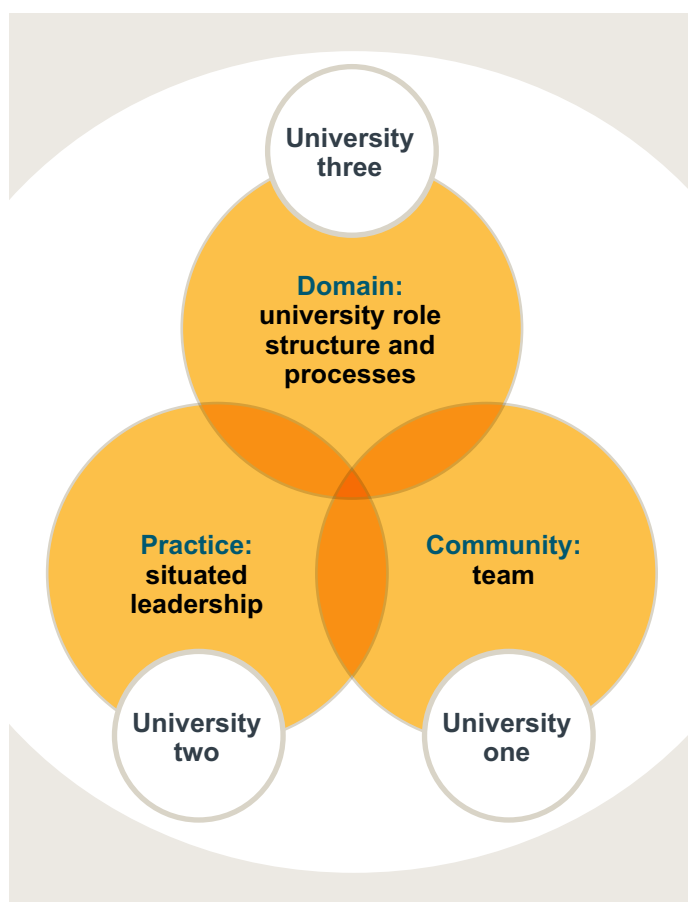 University
three
Domain:
university role
structure and
processes
Practice:
situated
leadership
Community:
team
University
two
University
one